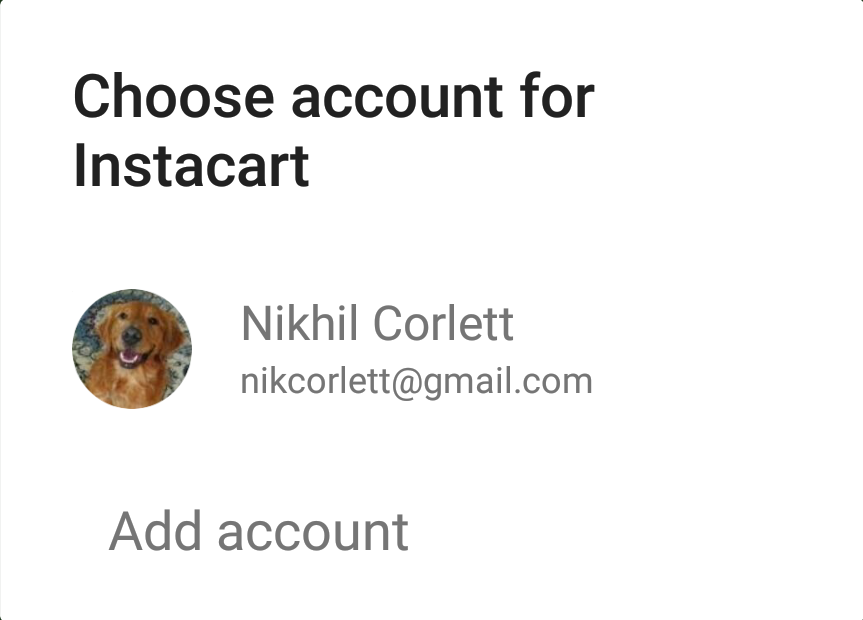 Choose account for
Instacart
Nikhil Corlett
nikcorlett@gmail.com
Add account